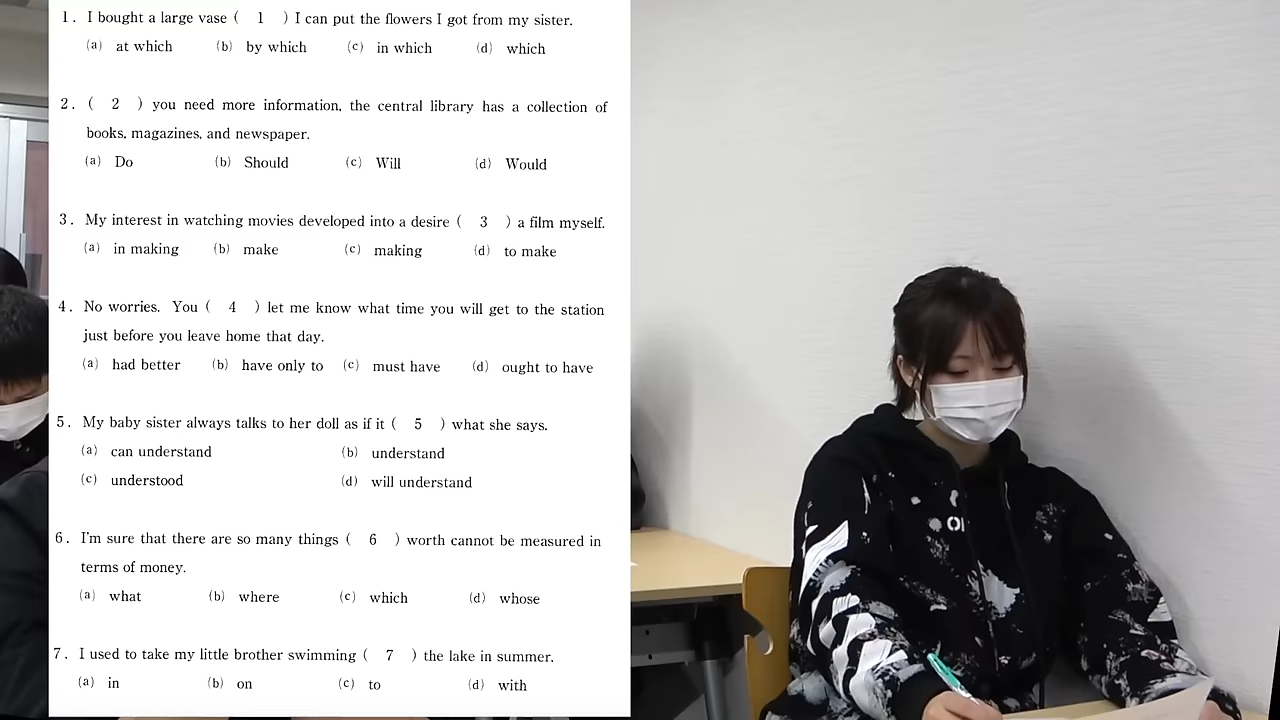 1. I bought a large vase ( 1 ) I can put the flowers I got from my sister.
(a) at which (b) by which (c) in which (d) which
2. ( 2 ) you need more information, the central library has a collection of
books, magazines, and newspaper.
(a) Do (b) Should (c) Will (d) Would
3. My interest in watching movies developed into a desire ( 3 ) a film myself.
(a) in making (b) make (c) making (d) to make
4. No worries. You ( 4 ) let me know what time you will get to the station
just before you leave home that day.
(a) had better (b) have only to (c) must have (d) ought to have
5. My baby sister always talks to her doll as if it ( 5 ) what she says.
(a) can understand (b) understand
(c) understood (d) will understand
6. I'm sure that there are so many things ( 6 ) worth cannot be measured in
terms of money.
(a) what (b) where (c) which (d) whose
7. I used to take my little brother swimming ( 7 ) the lake in summer.
(a) in (b) on (c) to (d) with